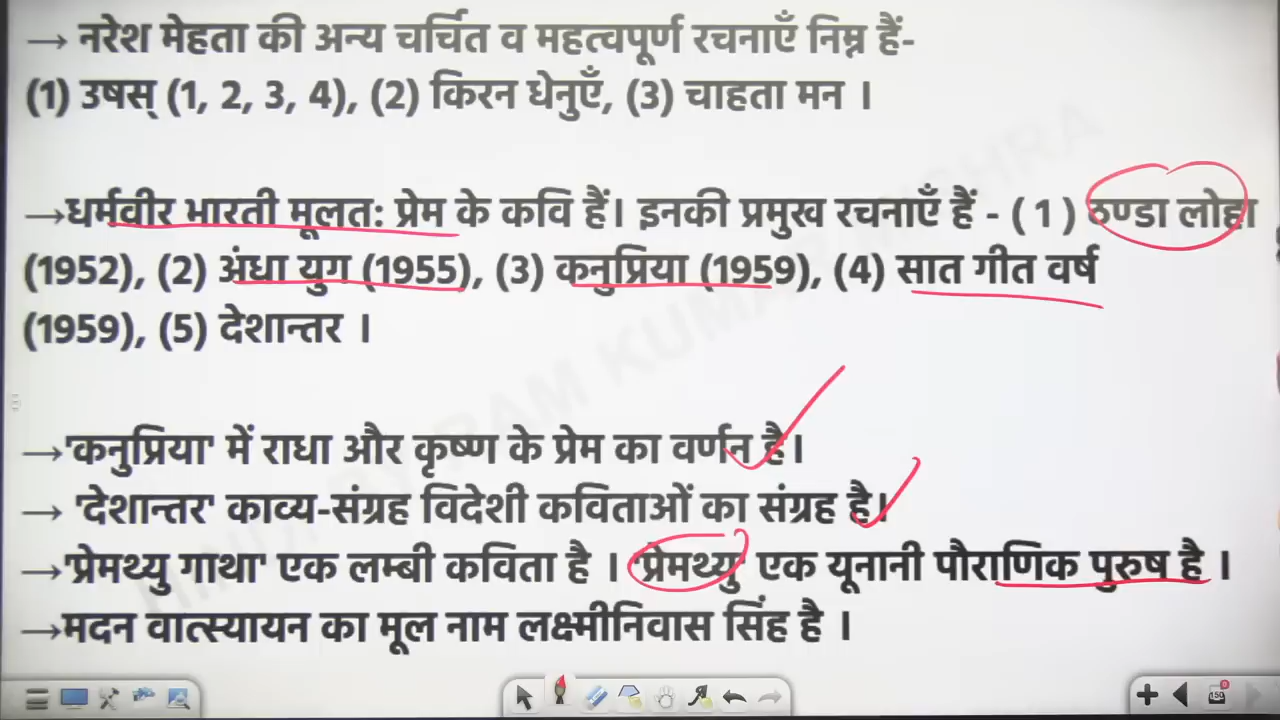 → नरेश मेहता की अन्य चर्चित व महत्वपूर्ण रचनाएँ निम्न हैं-
(1) उषस् (1, 2, 3, 4), (2) किरन धेनुएँ, (3) चाहता मन ।
→धर्मवीर भारती मूलतः प्रेम के कवि हैं। इनकी प्रमुख रचनाएँ हैं - ( 1 ) ठण्डा लोहा
(1952), (2) अंधा युग (1955), (3) कनुप्रिया (1959), (4) सात गीत वर्ष
(1959), (5) देशान्तर ।
→'कनुप्रिया' में राधा और कृष्ण के प्रेम का वर्णन है।
→ 'देशान्तर' काव्य-संग्रह विदेशी कविताओं का संग्रह है।
→'प्रेमथ्यु गाथा' एक लम्बी कविता है । 'प्रेमथ्यु' एक यूनानी पौराणिक पुरुष है ।
→मदन वात्स्यायन का मूल नाम लक्ष्मीनिवास सिंह है ।
150